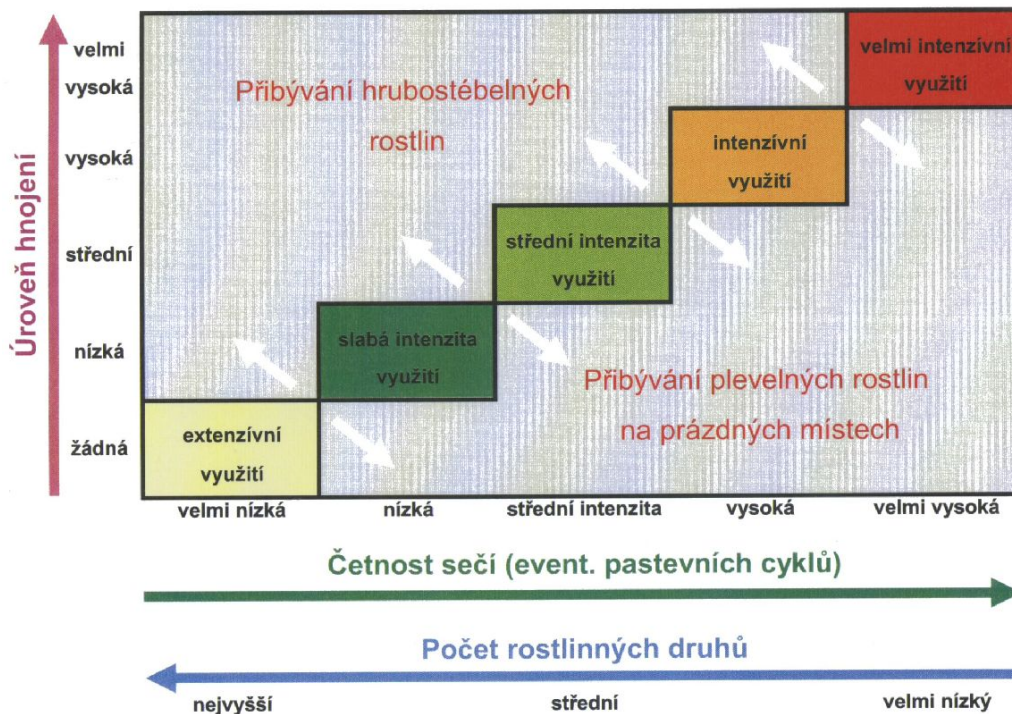 velmi
vysoká
vysoká
střední
nízká
žádná
Úroveň hnojení
Přibývání hrubostébelných
rostlin
velmi intenzívní
využití
intenzívní
využití
střední intenzita
využití
slabá intenzita
využití
extenzívní
využití
Přibývání plevelných rostlin
na prázdných místech
velmi nízká
nízká
střední intenzita
vysoká
velmi vysoká
Četnost sečí (event. pastevních cyklů)
Počet rostlinných druhů
nejvyšší
střední
velmi nízký